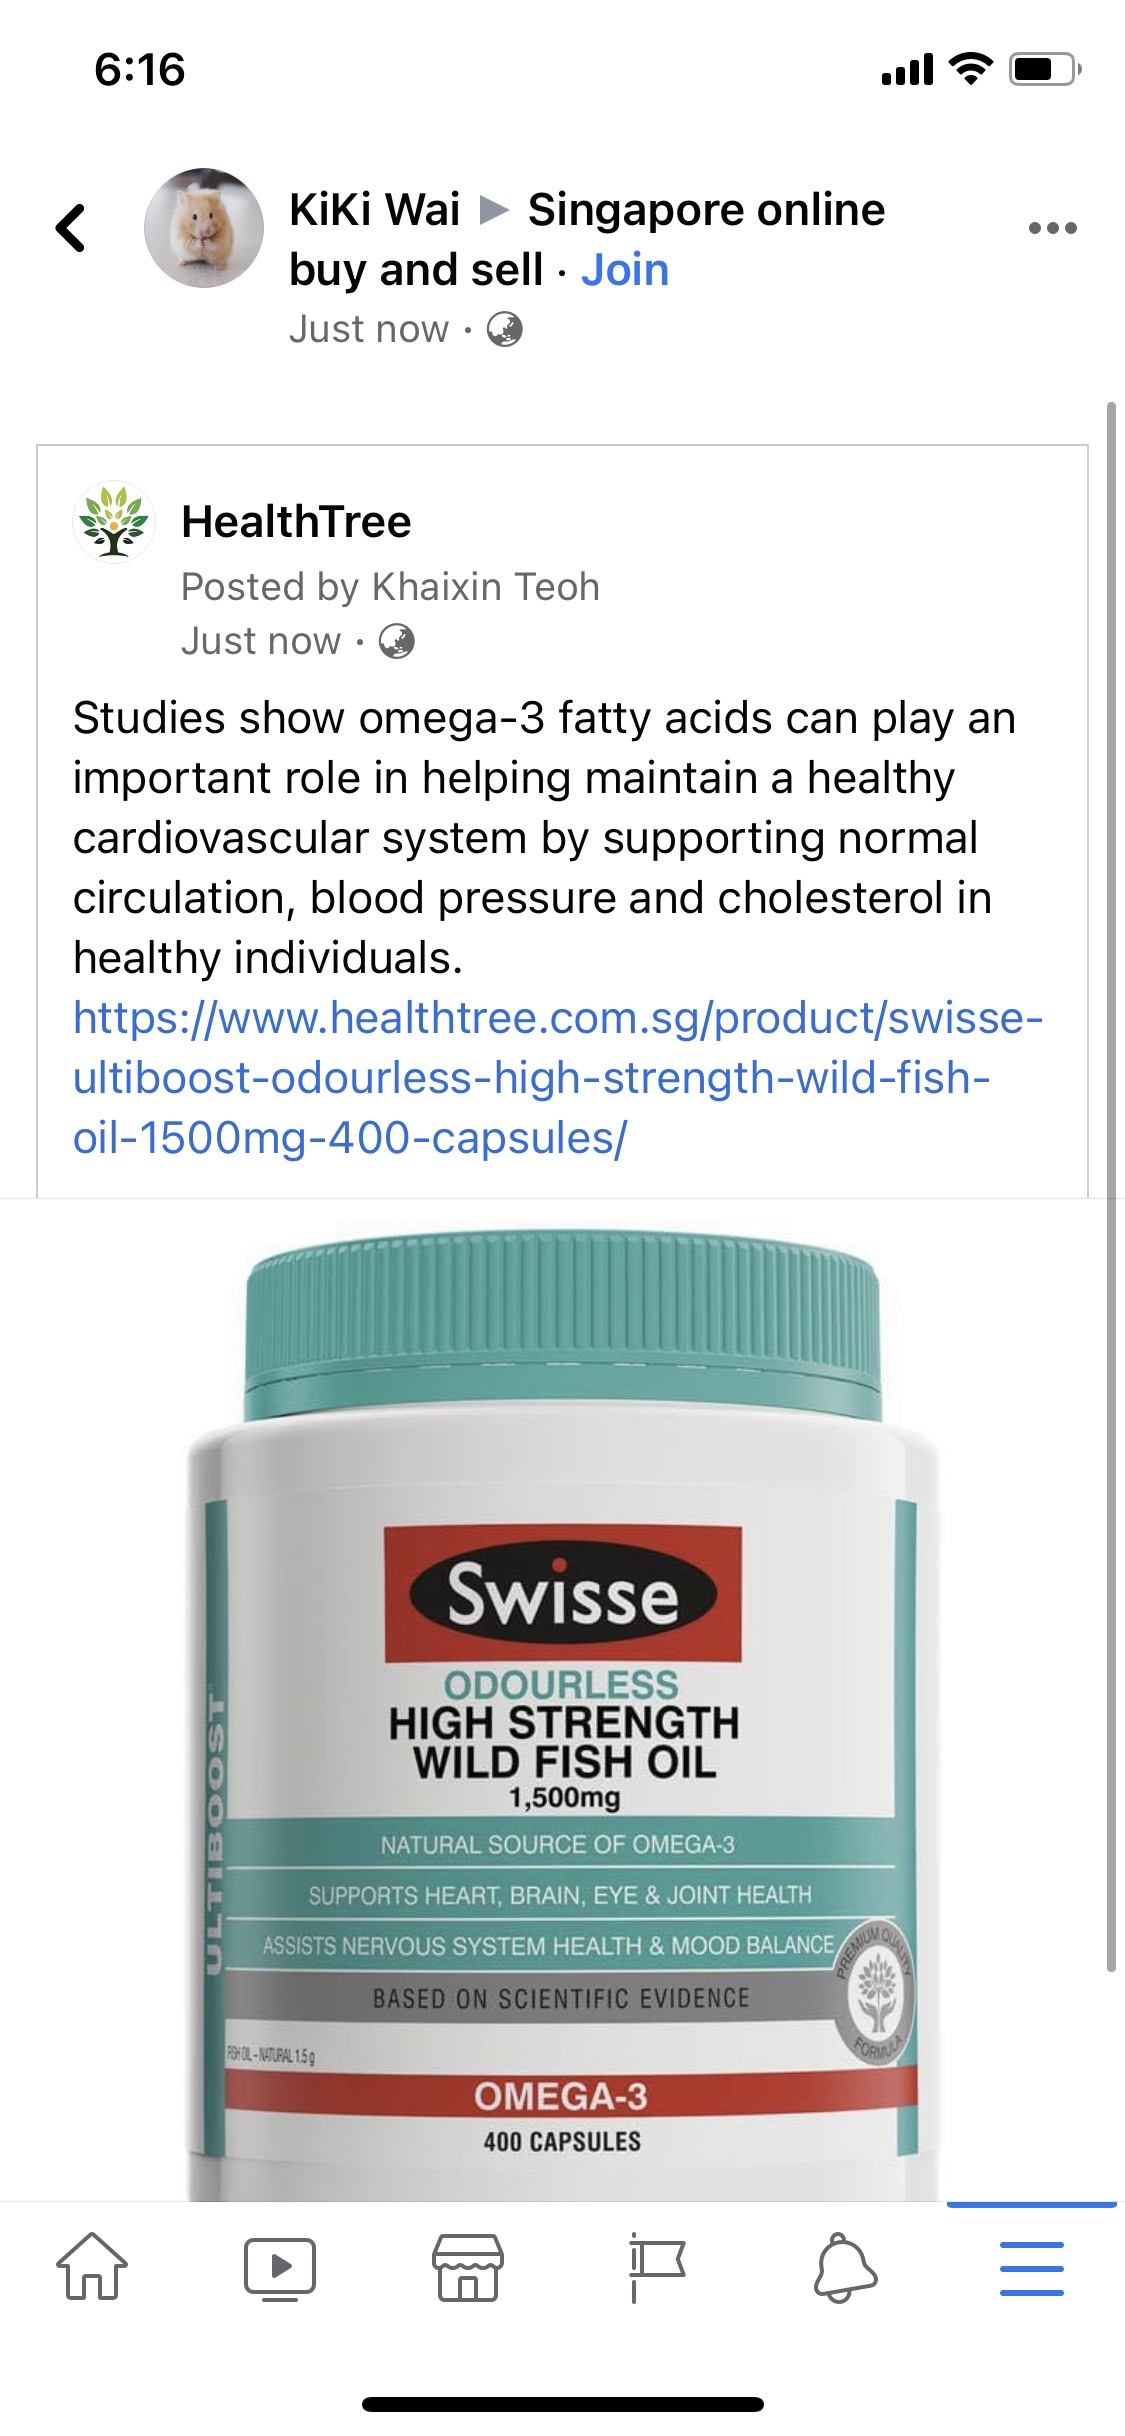 6:16
KiKi Wai ▶ Singapore online
buy and sell · Join
Just now ·
HealthTree
Posted by Khaixin Teoh
Just now ·
Studies show omega-3 fatty acids can play an
important role in helping maintain a healthy
cardiovascular system by supporting normal
circulation, blood pressure and cholesterol in
healthy individuals.
https://www.healthtree.com.sg/product/swisse-
ultiboost-odourless-high-strength-wild-fish-
oil-1500mg-400-capsules/
Swisse
ODOURLESS
HIGH STRENGTH
WILD FISH OIL
1,500mg
ULTIBOOST
NATURAL SOURCE OF OMEGA-3
SUPPORTS HEART, BRAIN, EYE & JOINT HEALTH
ASSISTS NERVOUS SYSTEM HEALTH & MOOD BALANCE
BASED ON SCIENTIFIC EVIDENCE
PREMIUM QUALITY
FORMULA
FISH OIL - NATURAL 1.5g
OMEGA-3
400 CAPSULES